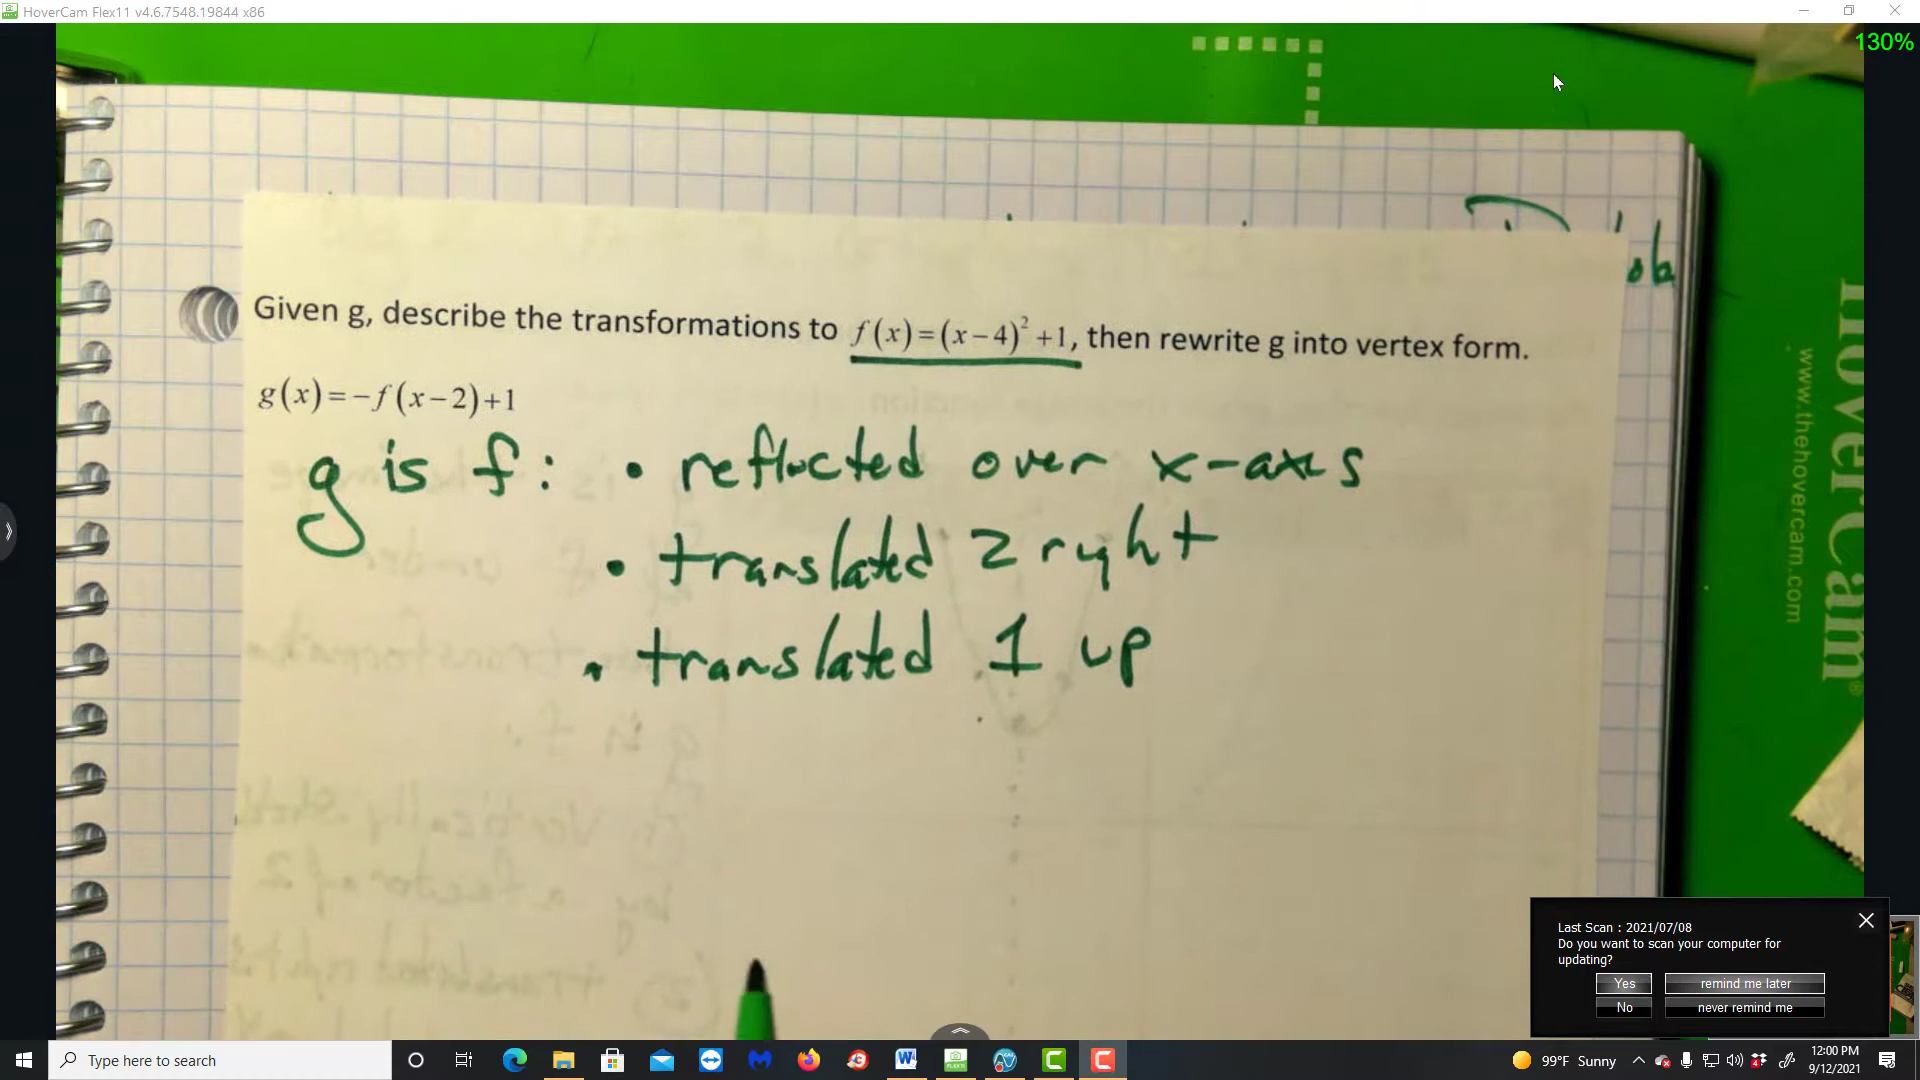 HoverCam Flex11 v4.6.7548.19844 x86
130%
Given g, describe the transformations to f(x)=(x−4)²+1, then rewrite g into vertex form.
g(x)=−f(x−2)+1
g is f: • reflected over x-axis
• translated 2 right
• translated 1 up
HoverCam®
www.thehovercam.com
Last Scan : 2021/07/08
Do you want to scan your computer for
updating?
Yes remind me later
No never remind me
Type here to search
99°F Sunny
12:00 PM
9/12/2021